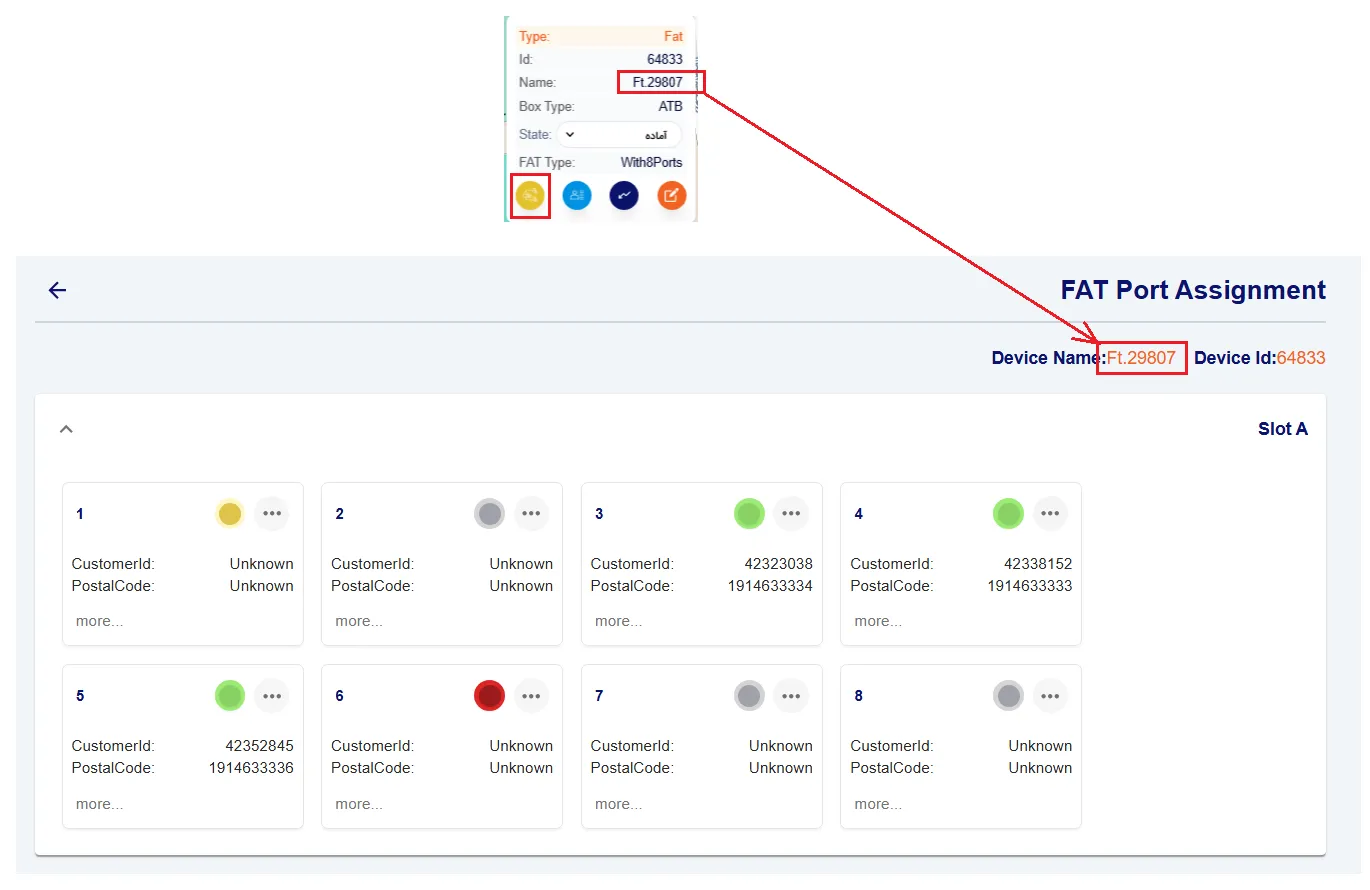 Type: Fat
Id: 64833
Name: Ft.29807
Box Type: ATB
State: آماده
FAT Type: With8Ports
FAT Port Assignment
Device Name:Ft.29807 Device Id:64833
Slot A
1 2 3 4
CustomerId: Unknown CustomerId: Unknown CustomerId: 42323038 CustomerId: 42338152
PostalCode: Unknown PostalCode: Unknown PostalCode: 1914633334 PostalCode: 1914633333
more... more... more... more...
5 6 7 8
CustomerId: 42352845 CustomerId: Unknown CustomerId: Unknown CustomerId: Unknown
PostalCode: 1914633336 PostalCode: Unknown PostalCode: Unknown PostalCode: Unknown
more... more... more... more...